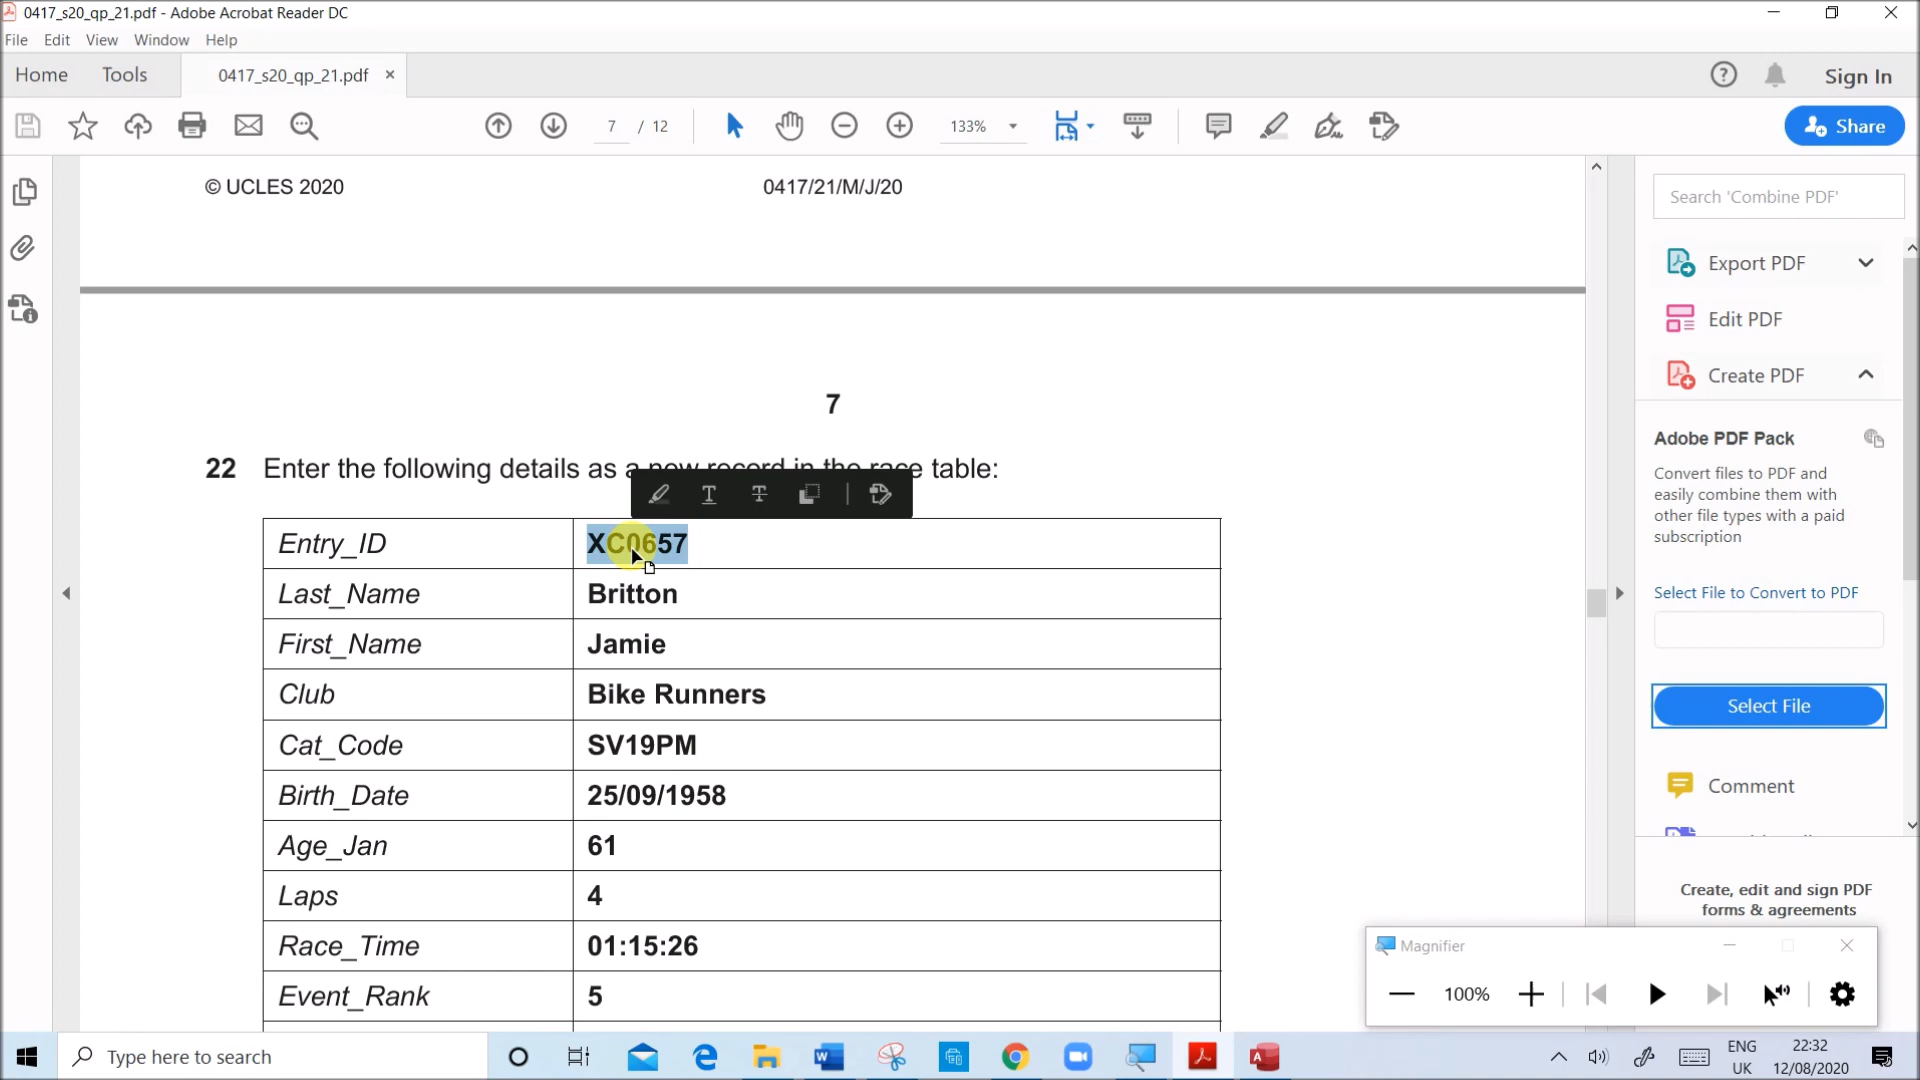 0417_s20_qp_21.pdf - Adobe Acrobat Reader DC
File Edit View Window Help
Home Tools 0417_s20_qp_21.pdf ×
Sign In
7 / 12
133%
Share
© UCLES 2020 0417/21/M/J/20
7
22 Enter the following details as a new record in the race table:
Entry_ID XC0657
Last_Name Britton
First_Name Jamie
Club Bike Runners
Cat_Code SV19PM
Birth_Date 25/09/1958
Age_Jan 61
Laps 4
Race_Time 01:15:26
Event_Rank 5
Search 'Combine PDF'
Export PDF
Edit PDF
Create PDF
Adobe PDF Pack
Convert files to PDF and
easily combine them with
other file types with a paid
subscription
Select File to Convert to PDF
Select File
Comment
Create, edit and sign PDF
forms & agreements
Magnifier
100%
Type here to search
ENG
UK
22:32
12/08/2020